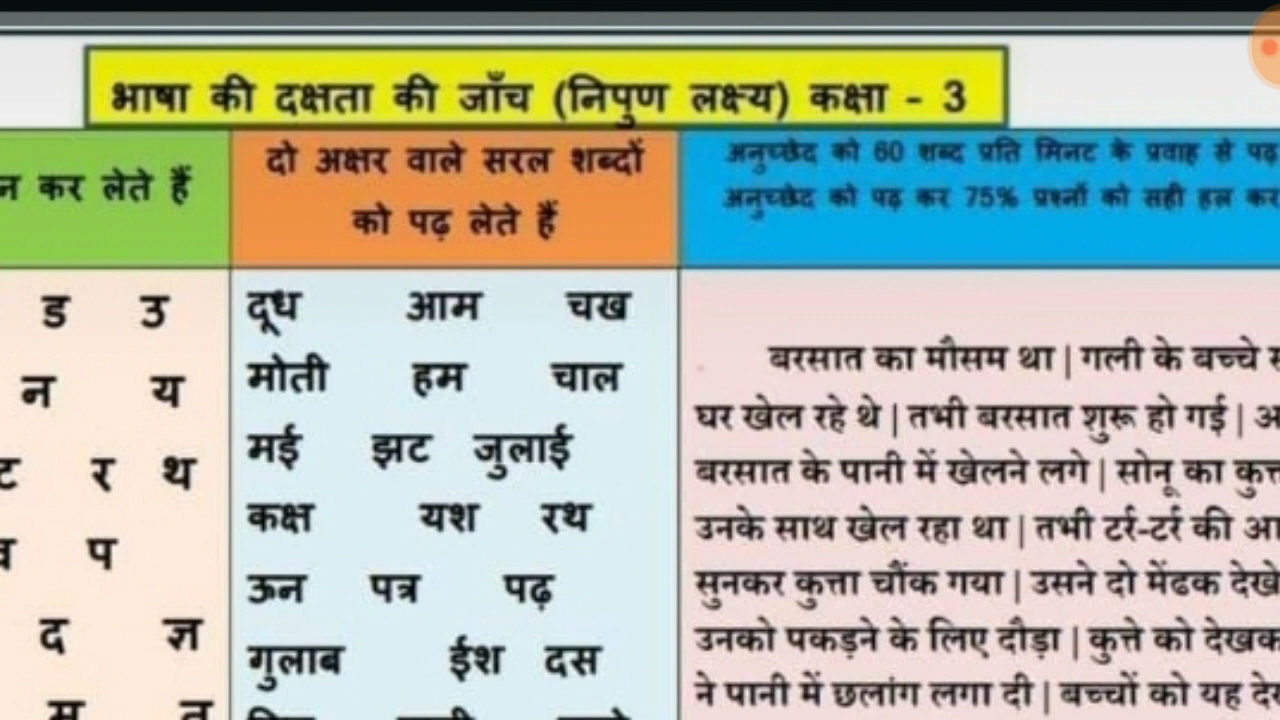 भाषा की दक्षता की जाँच (निपुण लक्ष्य) कक्षा - 3
कर लेते हैं
दो अक्षर वाले सरल शब्दों
को पढ़ लेते हैं
अनुच्छेद को 60 शब्द प्रति मिनट के प्रवाह से पढ़
अनुच्छेद को पढ़ कर 75% प्रश्नों को सही हल कर
ड उ
न य
र थ
प
द ज्ञ
दूध आम चख
मोती हम चाल
मई झट जुलाई
कक्ष यश रथ
ऊन पत्र पढ़
गुलाब ईश दस
बरसात का मौसम था | गली के बच्चे
घर खेल रहे थे | तभी बरसात शुरू हो गई |
बरसात के पानी में खेलने लगे | सोनू का
उनके साथ खेल रहा था | तभी टर्र-टर्र की
सुनकर कुत्ता चौंक गया | उसने दो मेंढक देखे
उनको पकड़ने के लिए दौड़ा | कुत्ते को
ने पानी में छलांग लगा दी | बच्चों को यह